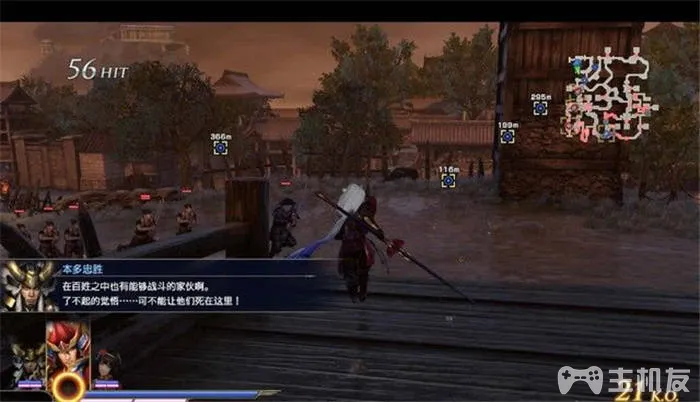 56 HIT
295m
199m
366m
116m
本多忠胜
在百姓之中也有能够战斗的家伙啊。
了不起的觉悟……可不能让他们死在这里！
21 K.O.
主机友